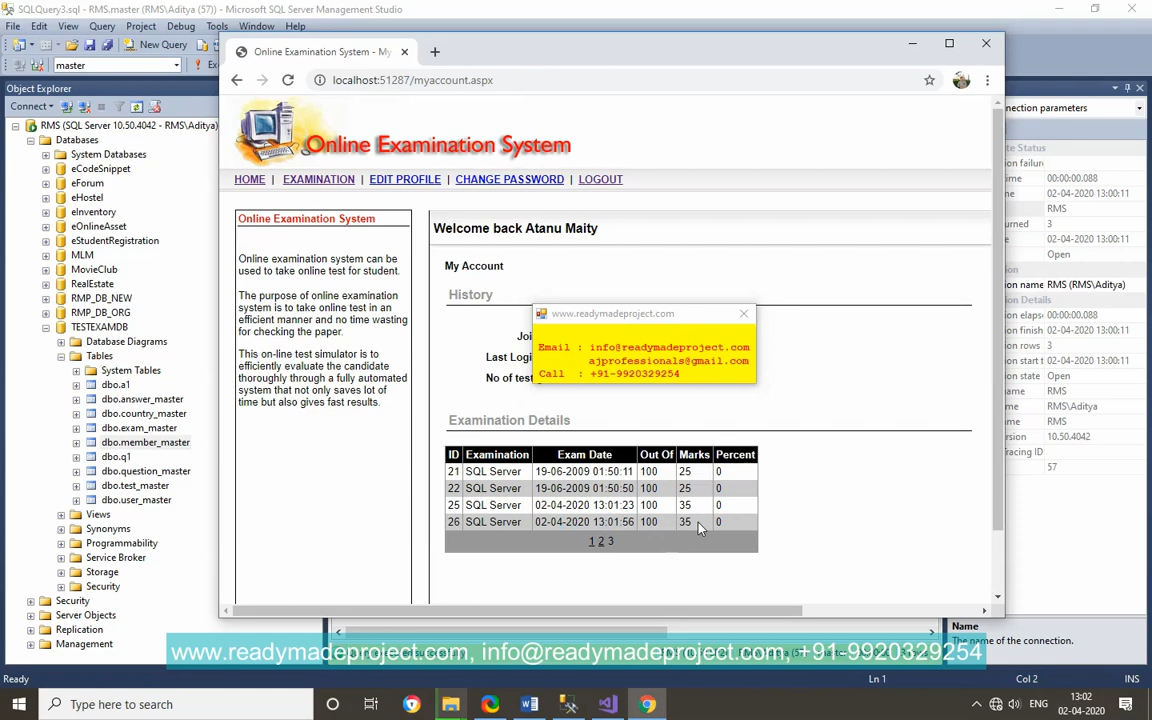 SQLQuery3.sql - RMS.master (RMS\Aditya (57)) - Microsoft SQL Server Management Studio
File Edit View Query Project Debug Tools Window Help
New Query
master
Object Explorer
Connect
RMS (SQL Server 10.50.4042 - RMS\Aditya)
Databases
System Databases
eCodeSnippet
eForum
eHostel
eInventory
eOnlineAsset
eStudentRegistration
MLM
MovieClub
RealEstate
RMP_DB_NEW
RMP_DB_ORG
TESTEXAMDB
Database Diagrams
Tables
System Tables
dbo.a1
dbo.answer_master
dbo.country_master
dbo.exam_master
dbo.member_master
dbo.q1
dbo.question_master
dbo.test_master
dbo.user_master
Views
Synonyms
Programmability
Service Broker
Storage
Security
Security
Server Objects
Replication
Management
Online Examination System - My
localhost:51287/myaccount.aspx
Online Examination System
HOME | EXAMINATION | EDIT PROFILE | CHANGE PASSWORD | LOGOUT
Online Examination System
Online examination system can be
used to take online test for student.
The purpose of online examination
system is to take online test in an
efficient manner and no time wasting
for checking the paper.
This on-line test simulator is to
efficiently evaluate the candidate
thoroughly through a fully automated
system that not only saves lot of
time but also gives fast results.
Welcome back Atanu Maity
My Account
History
Joi
Last Login
No of test
www.readymadeproject.com
Email : info@readymadeproject.com
ajprofessionals@gmail.com
Call : +91-9920329254
Examination Details
ID Examination Exam Date Out Of Marks Percent
21 SQL Server 19-06-2009 01:50:11 100 25 0
22 SQL Server 19-06-2009 01:50:50 100 25 0
25 SQL Server 02-04-2020 13:01:23 100 35 0
26 SQL Server 02-04-2020 13:01:56 100 35 0
1 2 3
nnection parameters
te Status
tion failure
00:00:00.088
02-04-2020 13:00:11
RMS
3
02-04-2020 13:00:11
Open
RMS (RMS\Aditya)
tion Details
00:00:00.088
02-04-2020 13:00:11
3
02-04-2020 13:00:11
Open
RMS\Aditya
RMS
10.50.4042
57
Name
The name of the connection.
www.readymadeproject.com, info@readymadeproject.com, +91-9920329254
Ready
Ln 1
Col 2
INS
Type here to search
ENG
13:02
02-04-2020